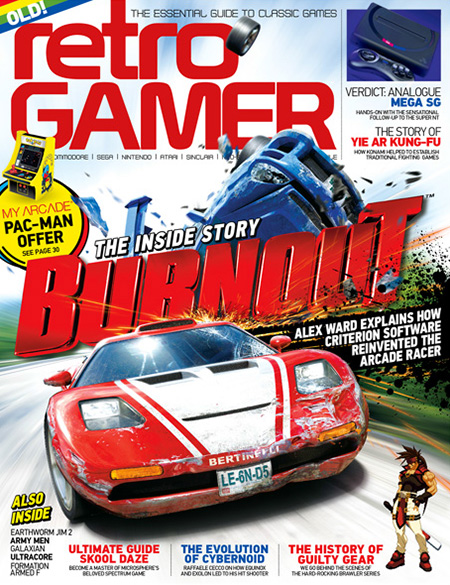 OLD!
THE ESSENTIAL GUIDE TO CLASSIC GAMES
retro
GAMER
COMMODORE | SEGA | NINTENDO | ATARI | SINCLAIR
VERDICT: ANALOGUE
MEGA SG
HANDS-ON WITH THE SENSATIONAL
FOLLOW-UP TO THE SUPER NT
THE STORY OF
YIE AR KUNG-FU
HOW KONAMI HELPED TO ESTABLISH
TRADITIONAL FIGHTING GAMES
MY ARCADE
PAC-MAN
OFFER
SEE PAGE 30
THE INSIDE STORY
BURNOUT™
ALEX WARD EXPLAINS HOW
CRITERION SOFTWARE
REINVENTED THE
ARCADE RACER
BERTINELLI
LE-6N-D5
ALSO
INSIDE
EARTHWORM JIM 2
ARMY MEN
GALAXIAN
ULTRACORE
FORMATION
ARMED F
ULTIMATE GUIDE
SKOOL DAZE
BECOME A MASTER OF MICROSPHERE'S
BELOVED SPECTRUM GAME
THE EVOLUTION
OF CYBERNOID
RAFFAELE CECCO ON HOW EQUINOX
AND EXOLON LED TO HIS HIT SHOOTER
THE HISTORY OF
GUILTY GEAR
WE GO BEHIND THE SCENES OF
THE HARD-ROCKING BRAWLER SERIES